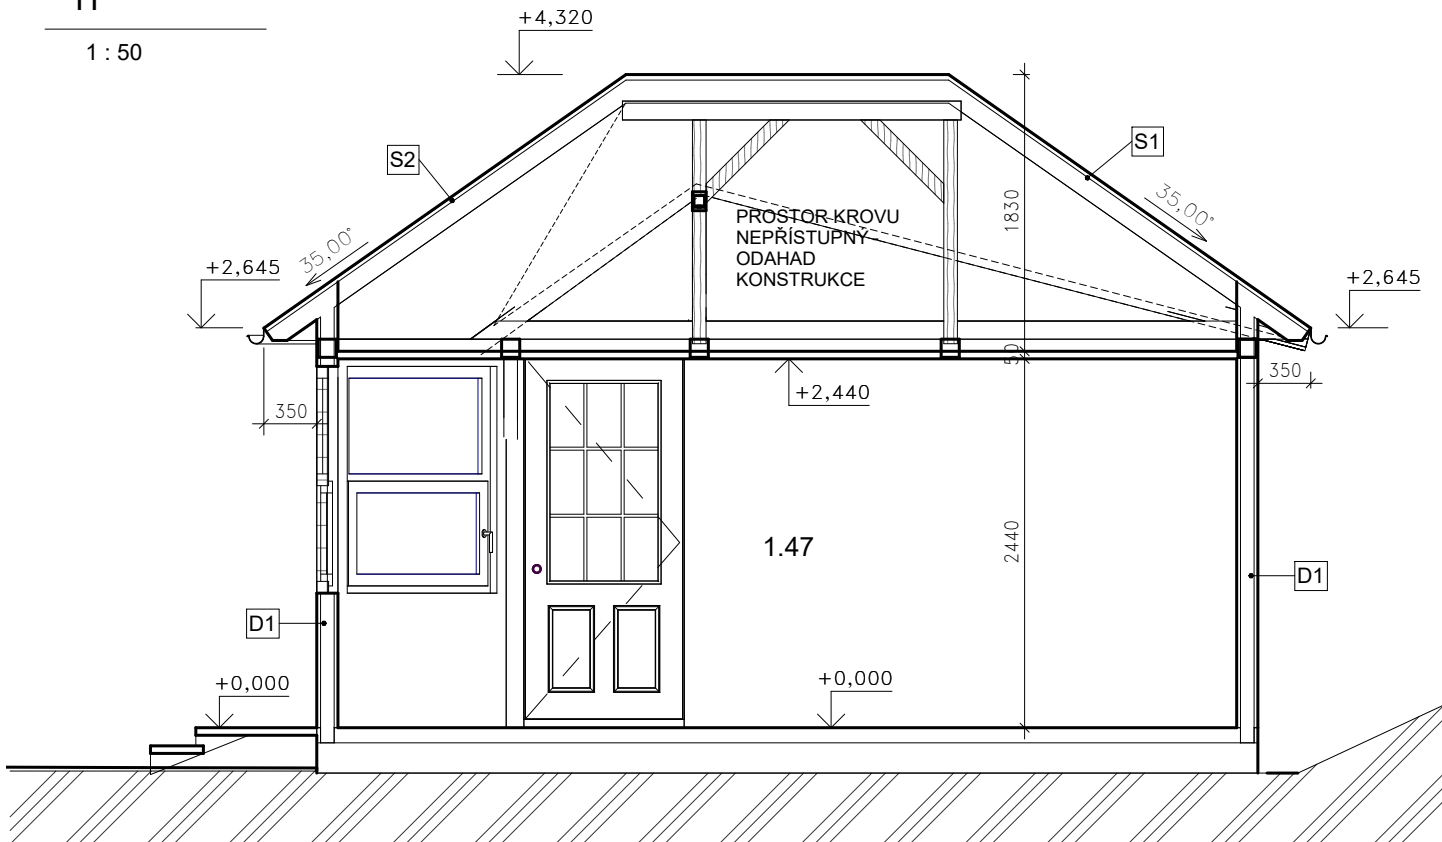 1 : 50
+4,320
S2
S1
35,00°
35,00°
1830
PROSTOR KROVU
NEPŘÍSTUPNÝ
ODAHAD
KONSTRUKCE
+2,645
+2,645
50
350
350
+2,440
2440
1.47
D1
D1
+0,000
+0,000